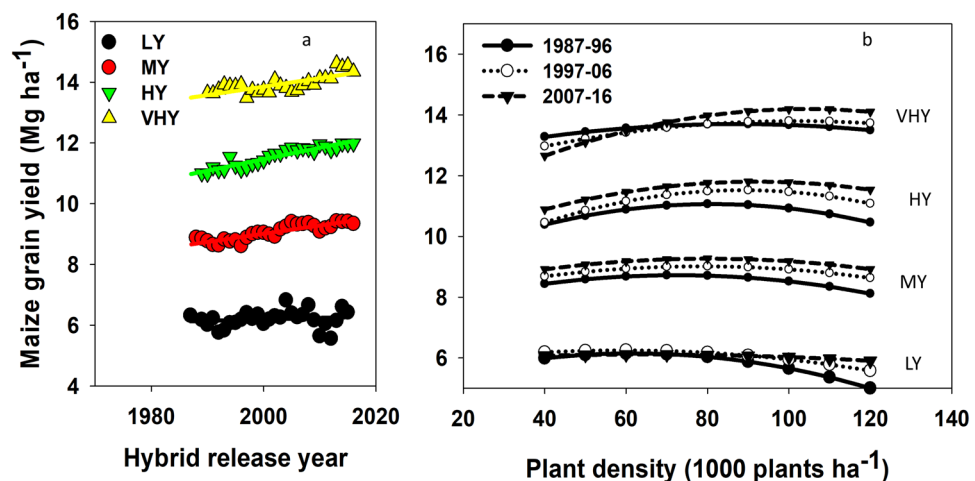 Maize grain yield (Mg ha-1)
16
14
12
10
8
6
4
1980
2000
2020
Hybrid release year
a
LY
MY
HY
VHY
b
1987-96
1997-06
2007-16
16
14
12
10
8
6
VHY
HY
MY
LY
20
40
60
80
100
120
140
Plant density (1000 plants ha-1)